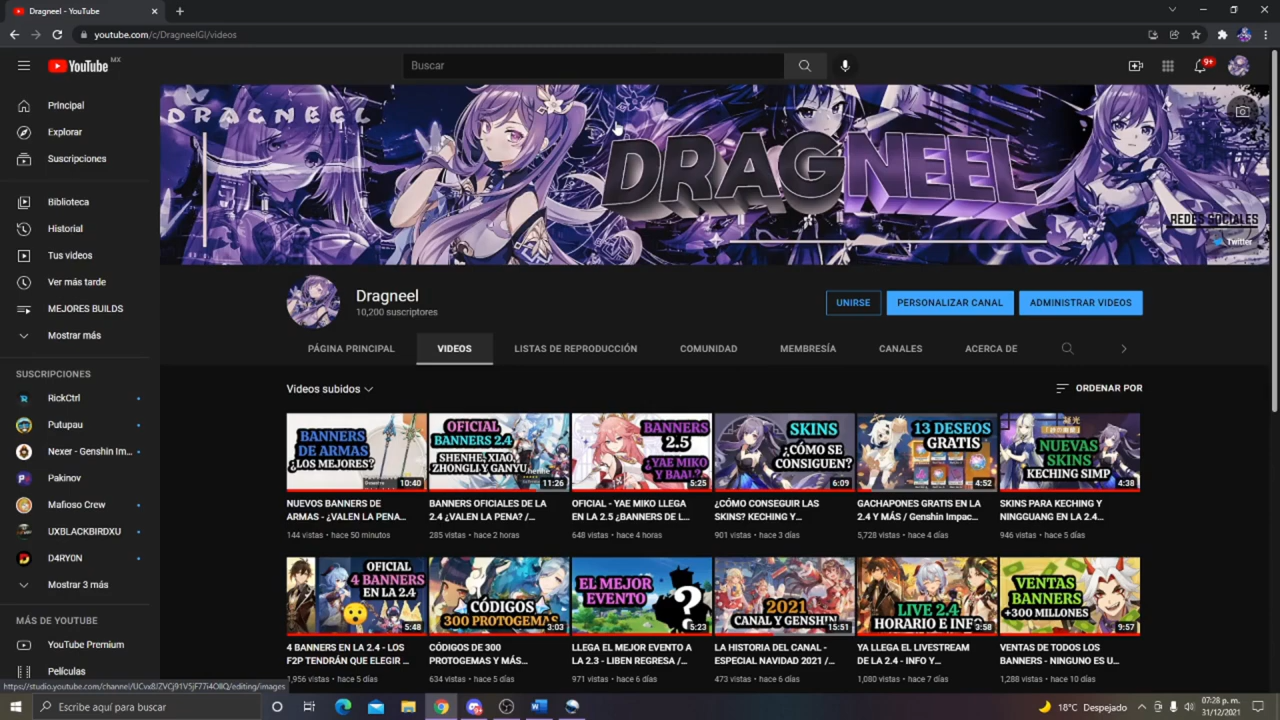 Dragneel - YouTube
youtube.com/c/DragneelGI/videos
YouTube MX
Buscar
9+
Principal
Explorar
Suscripciones
Biblioteca
Historial
Tus videos
Ver más tarde
MEJORES BUILDS
Mostrar más
SUSCRIPCIONES
RickCtrl
Putupau
Nexer - Genshin Im...
Pakinov
Mafioso Crew
UX8LACKBIRDXU
D4RY0N
Mostrar 3 más
MÁS DE YOUTUBE
YouTube Premium
Películas
DRAGNEEL
DRAGNEEL
REDES SOCIALES
Twitter
Dragneel
10,200 suscriptores
UNIRSE
PERSONALIZAR CANAL
ADMINISTRAR VIDEOS
PÁGINA PRINCIPAL
VIDEOS
LISTAS DE REPRODUCCIÓN
COMUNIDAD
MEMBRESÍA
CANALES
ACERCA DE
Videos subidos
ORDENAR POR
BANNERS
DE ARMAS
¿LOS MEJORES?
10:40
NUEVOS BANNERS DE
ARMAS - ¿VALEN LA PENA...
144 vistas • hace 50 minutos
OFICIAL
BANNERS 2.4
SHENHE, XIAO,
ZHONGLI Y GANYU
11:26
BANNERS OFICIALES DE LA
2.4 ¿VALEN LA PENA? /...
285 vistas • hace 2 horas
BANNERS
2.5
¿YAE MIKO
Y BAAL?
5:25
OFICIAL - YAE MIKO LLEGA
EN LA 2.5 ¿BANNERS DE L...
648 vistas • hace 4 horas
SKINS
¿CÓMO SE
CONSIGUEN?
6:09
¿CÓMO CONSEGUIR LAS
SKINS? KECHING Y...
901 vistas • hace 3 días
13 DESEOS
GRATIS
4:52
GACHAPONES GRATIS EN LA
2.4 Y MÁS / Genshin Impac...
5,728 vistas • hace 4 días
NUEVAS
SKINS
KECHING SIMP
4:38
SKINS PARA KECHING Y
NINGGUANG EN LA 2.4...
946 vistas • hace 5 días
OFICIAL
4 BANNERS
EN LA 2.4
5:48
4 BANNERS EN LA 2.4 - LOS
F2P TENDRÁN QUE ELEGIR ...
1,956 vistas • hace 5 días
CÓDIGOS
300 PROTOGEMAS
3:03
CÓDIGOS DE 300
PROTOGEMAS Y MÁS...
634 vistas • hace 5 días
EL MEJOR
EVENTO
?
5:23
LLEGA EL MEJOR EVENTO A
LA 2.3 - LIBEN REGRESA /...
971 vistas • hace 6 días
2021
CANAL Y GENSHIN
15:51
LA HISTORIA DEL CANAL -
ESPECIAL NAVIDAD 2021 /...
473 vistas • hace 6 días
LIVE 2.4
HORARIO E INFO
3:58
YA LLEGA EL LIVESTREAM
DE LA 2.4 - INFO Y...
1,080 vistas • hace 7 días
VENTAS
BANNERS
+300 MILLONES
9:57
VENTAS DE TODOS LOS
BANNERS - NINGUNO ES U...
1,288 vistas • hace 10 días
Escribe aquí para buscar
18°C Despejado
07:28 p. m.
31/12/2021